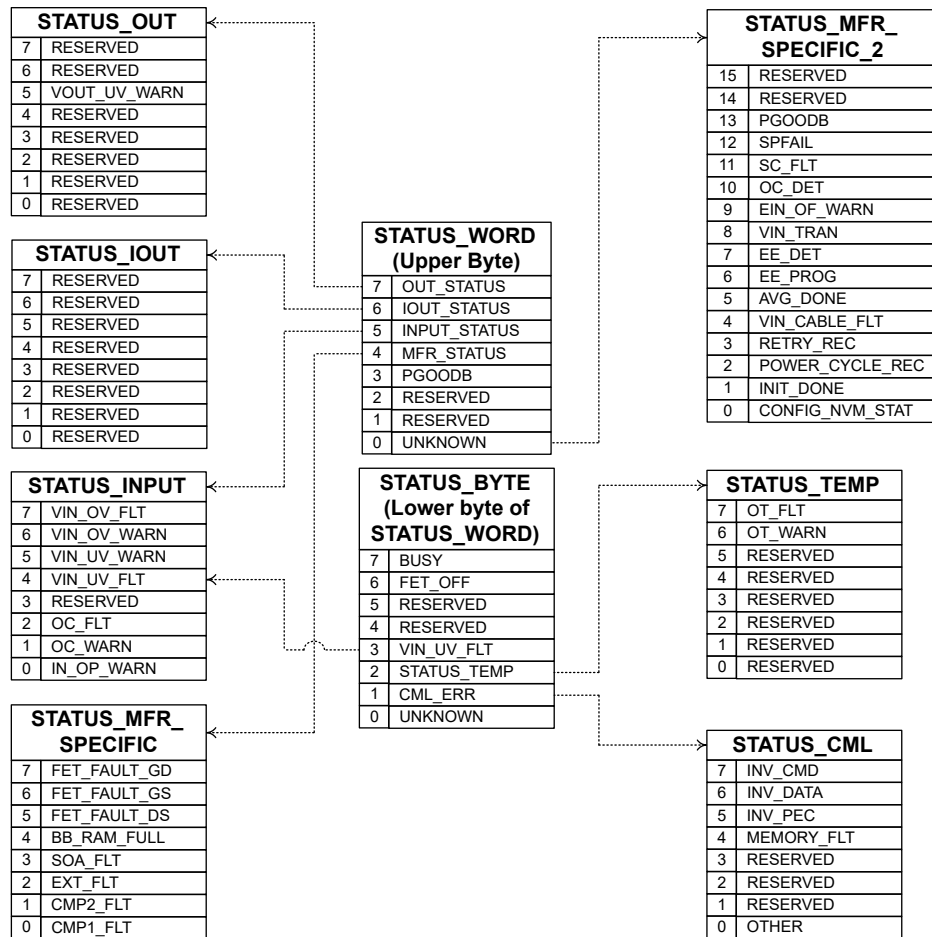 STATUS_OUT
7 RESERVED
6 RESERVED
5 VOUT_UV_WARN
4 RESERVED
3 RESERVED
2 RESERVED
1 RESERVED
0 RESERVED
STATUS_IOUT
7 RESERVED
6 RESERVED
5 RESERVED
4 RESERVED
3 RESERVED
2 RESERVED
1 RESERVED
0 RESERVED
STATUS_INPUT
7 VIN_OV_FLT
6 VIN_OV_WARN
5 VIN_UV_WARN
4 VIN_UV_FLT
3 RESERVED
2 OC_FLT
1 OC_WARN
0 IN_OP_WARN
STATUS_MFR_
SPECIFIC
7 FET_FAULT_GD
6 FET_FAULT_GS
5 FET_FAULT_DS
4 BB_RAM_FULL
3 SOA_FLT
2 EXT_FLT
1 CMP2_FLT
0 CMP1_FLT
STATUS_WORD
(Upper Byte)
7 OUT_STATUS
6 IOUT_STATUS
5 INPUT_STATUS
4 MFR_STATUS
3 PGOODB
2 RESERVED
1 RESERVED
0 UNKNOWN
STATUS_BYTE
(Lower byte of
STATUS_WORD)
7 BUSY
6 FET_OFF
5 RESERVED
4 RESERVED
3 VIN_UV_FLT
2 STATUS_TEMP
1 CML_ERR
0 UNKNOWN
STATUS_MFR_
SPECIFIC_2
15 RESERVED
14 RESERVED
13 PGOODB
12 SPFAIL
11 SC_FLT
10 OC_DET
9 EIN_OF_WARN
8 VIN_TRAN
7 EE_DET
6 EE_PROG
5 AVG_DONE
4 VIN_CABLE_FLT
3 RETRY_REC
2 POWER_CYCLE_REC
1 INIT_DONE
0 CONFIG_NVM_STAT
STATUS_TEMP
7 OT_FLT
6 OT_WARN
5 RESERVED
4 RESERVED
3 RESERVED
2 RESERVED
1 RESERVED
0 RESERVED
STATUS_CML
7 INV_CMD
6 INV_DATA
5 INV_PEC
4 MEMORY_FLT
3 RESERVED
2 RESERVED
1 RESERVED
0 OTHER